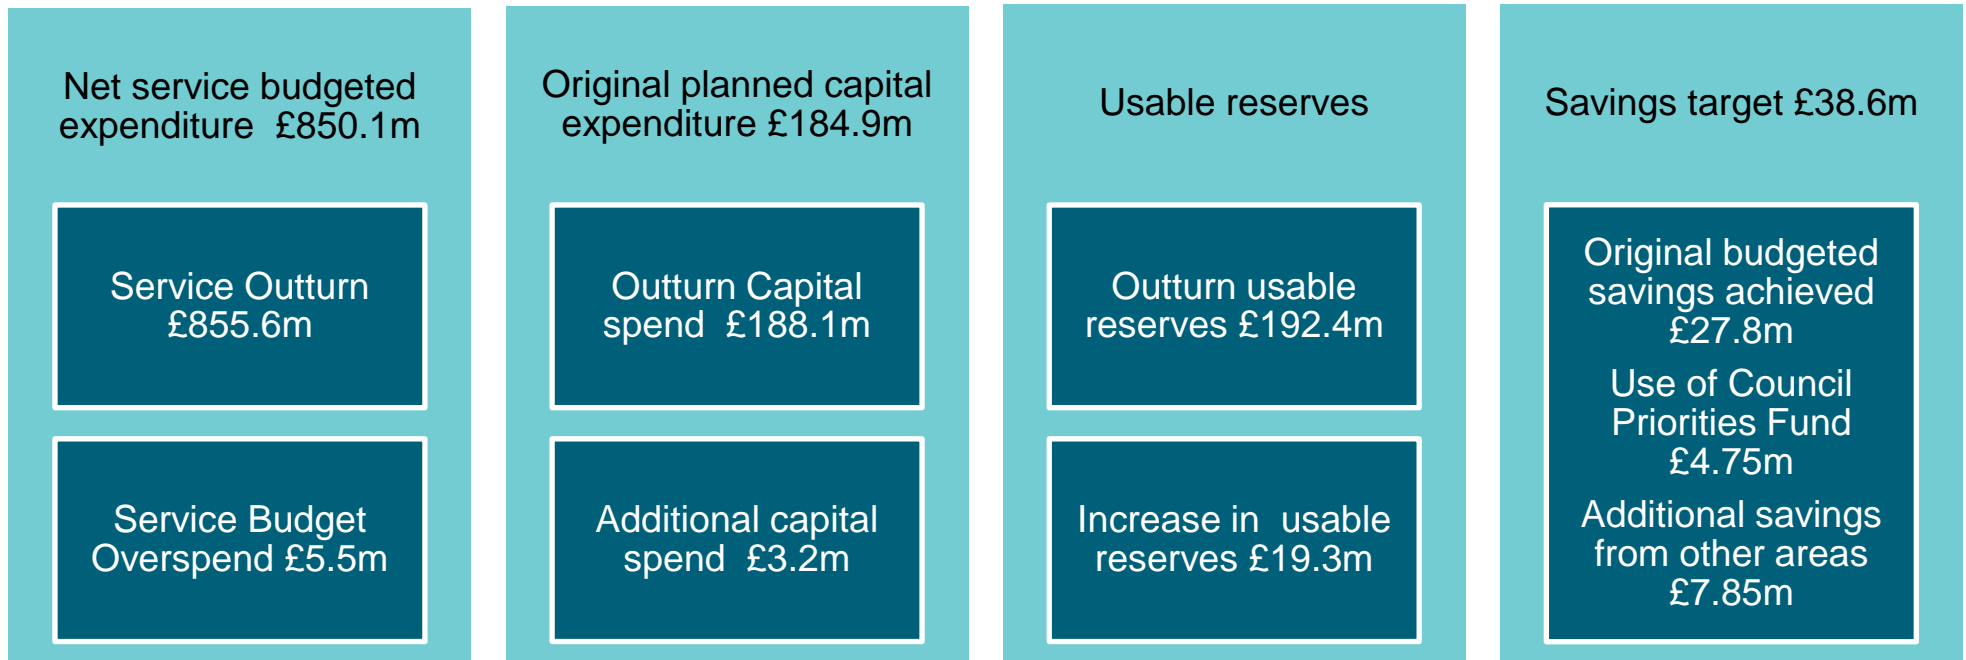 Net service budgeted
expenditure  £850.1m
Service Outturn
£855.6m
Service Budget
Overspend £5.5m
Original planned capital
expenditure £184.9m
Outturn Capital
spend  £188.1m
Additional capital
spend  £3.2m
Usable reserves
Outturn usable
reserves £192.4m
Increase in  usable
reserves £19.3m
Savings target £38.6m
Original budgeted
savings achieved
£27.8m
Use of Council
Priorities Fund
£4.75m
Additional savings
from other areas
£7.85m